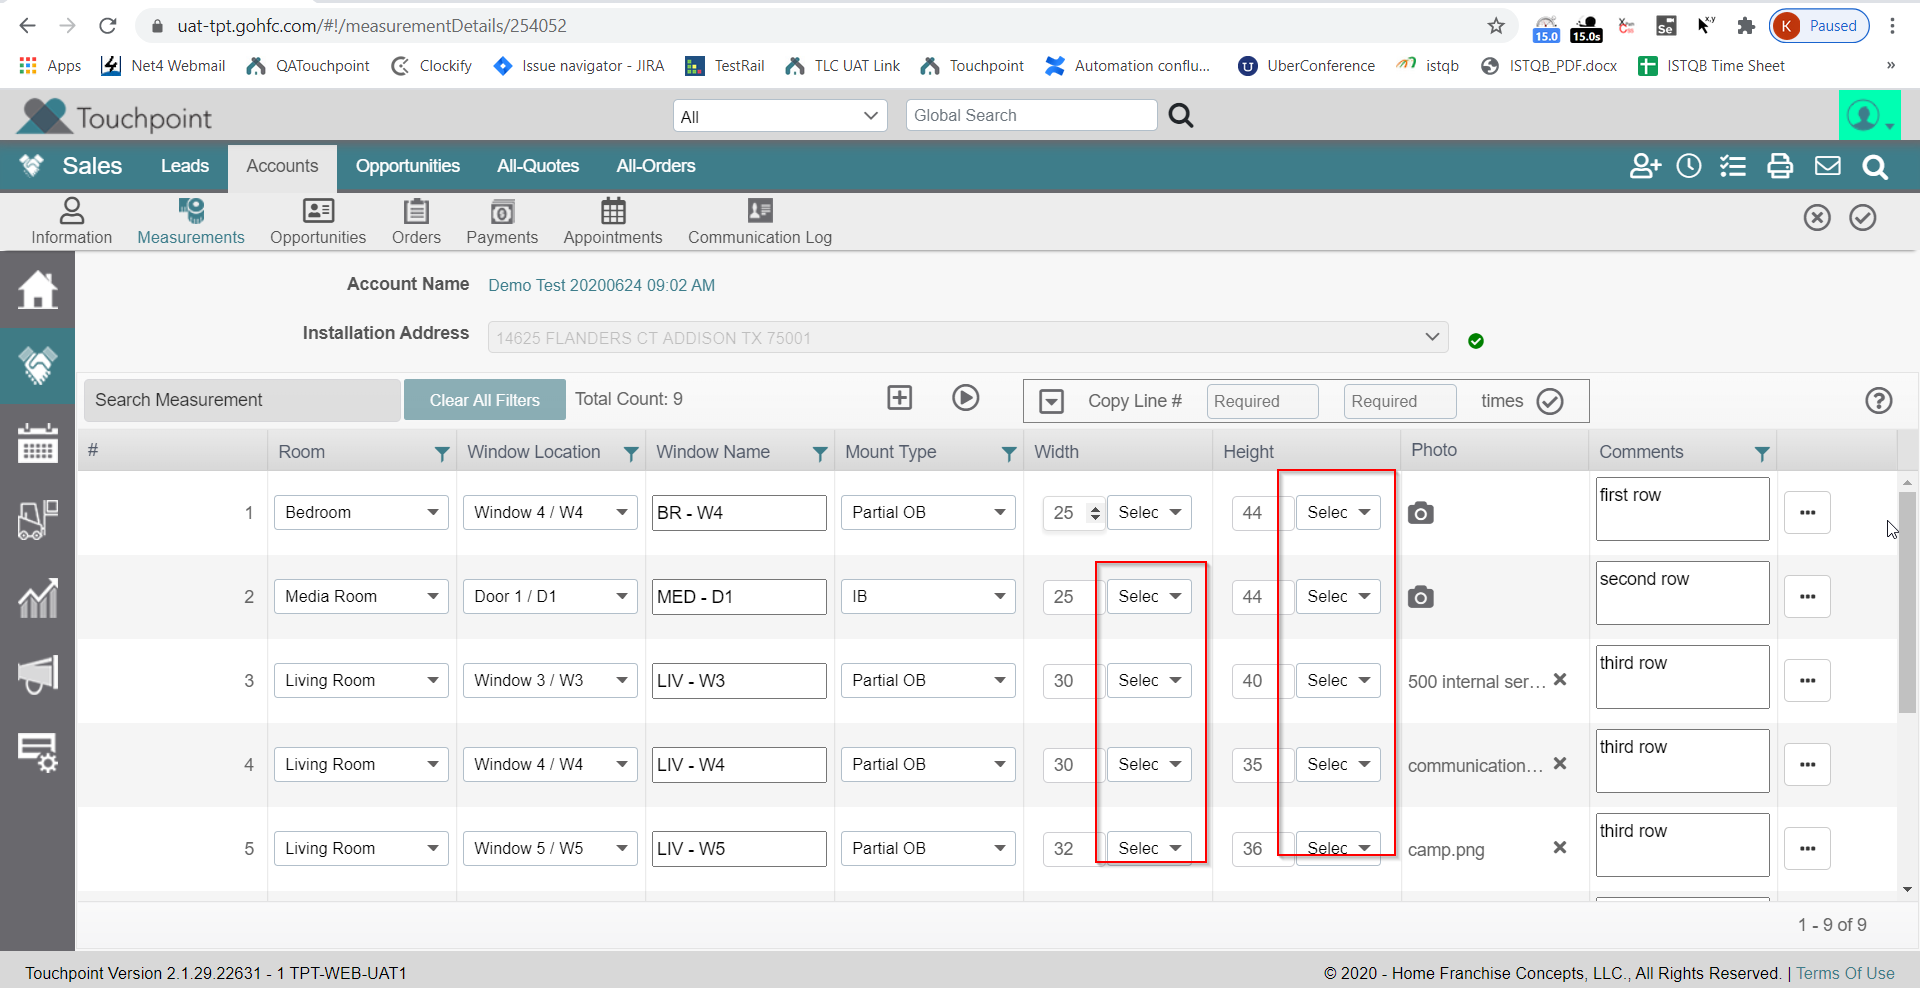 uat-tpt.gohfc.com/#!/measurementDetails/254052
15.0
15.0s
Se
x,y
K Paused
Apps Net4 Webmail QATouchpoint Clockify Issue navigator - JIRA TestRail TLC UAT Link Touchpoint Automation conflu... UberConference istqb ISTQB_PDF.docx ISTQB Time Sheet »
Touchpoint All Global Search
Sales Leads Accounts Opportunities All-Quotes All-Orders
Information Measurements Opportunities Orders Payments Appointments Communication Log
Account Name Demo Test 20200624 09:02 AM
Installation Address 14625 FLANDERS CT ADDISON TX 75001
Search Measurement Clear All Filters Total Count: 9 Copy Line # Required Required times ?
# Room Window Location Window Name Mount Type Width Height Photo Comments
1 Bedroom Window 4 / W4 BR - W4 Partial OB 25 Selec 44 Selec first row ...
2 Media Room Door 1 / D1 MED - D1 IB 25 Selec 44 Selec second row ...
3 Living Room Window 3 / W3 LIV - W3 Partial OB 30 Selec 40 Selec 500 internal ser... third row ...
4 Living Room Window 4 / W4 LIV - W4 Partial OB 30 Selec 35 Selec communication... third row ...
5 Living Room Window 5 / W5 LIV - W5 Partial OB 32 Selec 36 Selec camp.png third row ...
1 - 9 of 9
Touchpoint Version 2.1.29.22631 - 1 TPT-WEB-UAT1 © 2020 - Home Franchise Concepts, LLC., All Rights Reserved. | Terms Of Use